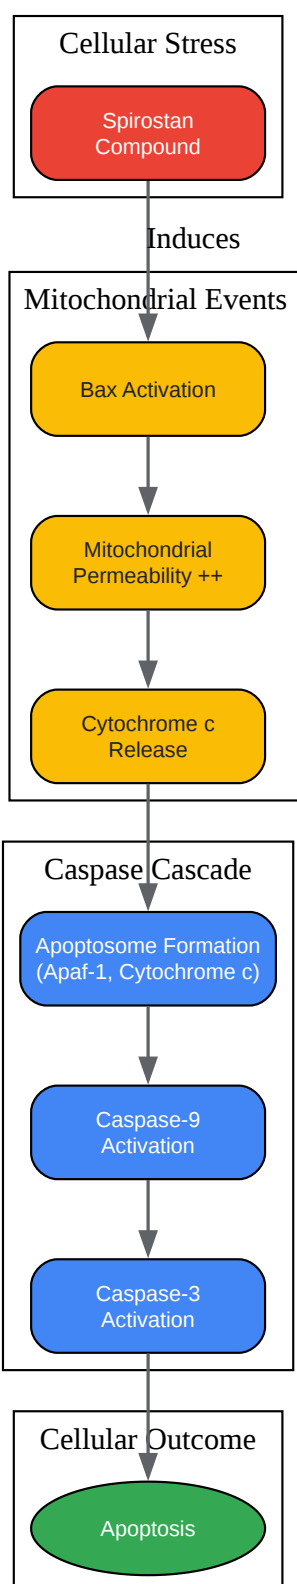 Cellular Stress
Spirostan
Compound
Induces
Mitochondrial Events
Bax Activation
Mitochondrial
Permeability ++
Cytochrome c
Release
Caspase Cascade
Apoptosome Formation
(Apaf-1, Cytochrome c)
Caspase-9
Activation
Caspase-3
Activation
Cellular Outcome
Apoptosis